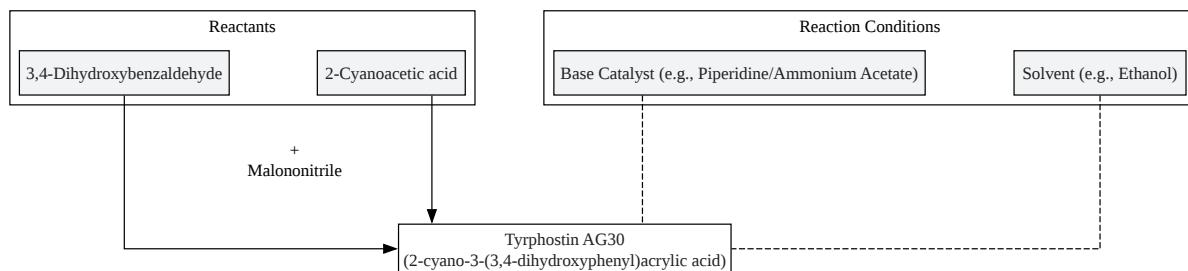 Reactants
3,4-Dihydroxybenzaldehyde
2-Cyanoacetic acid
Reaction Conditions
Base Catalyst (e.g., Piperidine/Ammonium Acetate)
Solvent (e.g., Ethanol)
+
Malononitrile
Tyrphostin AG30
(2-cyano-3-(3,4-dihydroxyphenyl)acrylic acid)